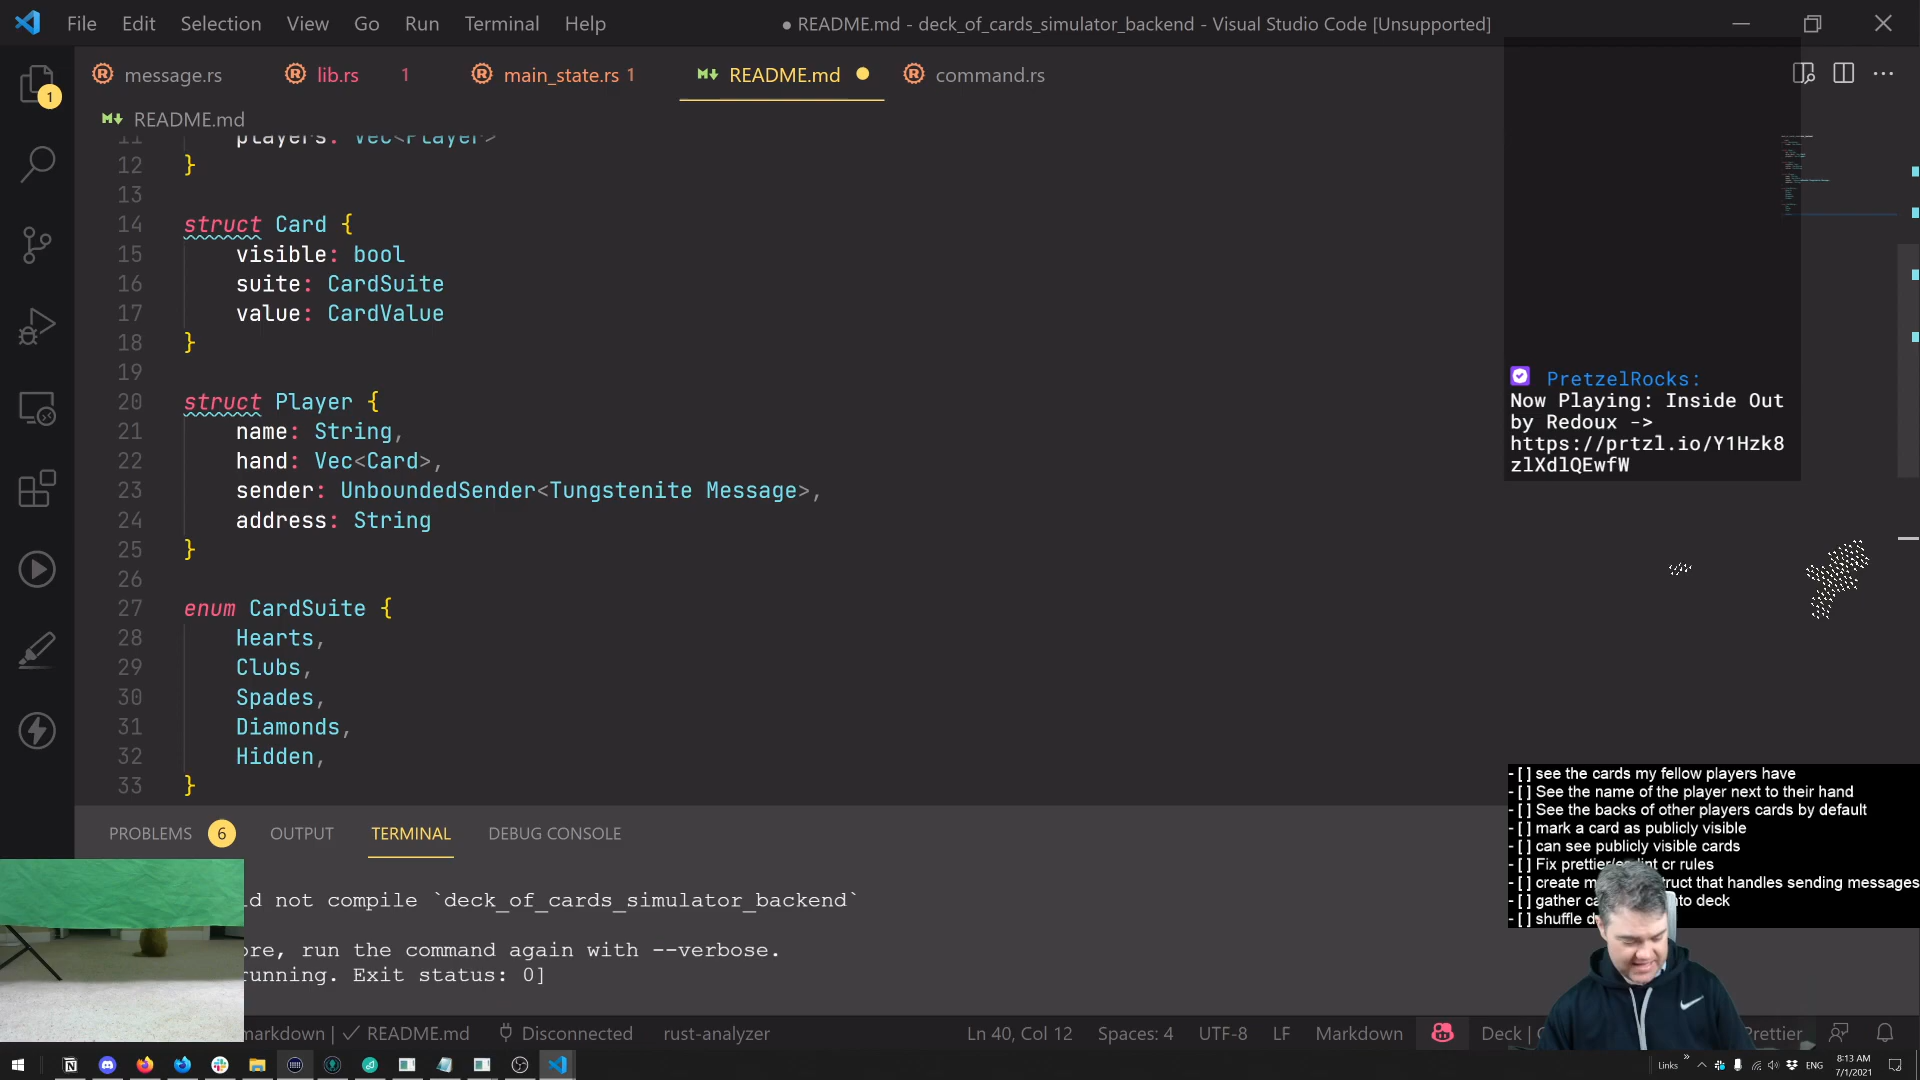 File Edit Selection View Go Run Terminal Help
● README.md - deck_of_cards_simulator_backend - Visual Studio Code [Unsupported]
message.rs
lib.rs 1
main_state.rs 1
README.md
command.rs
README.md
11 players: Vec<Player>
12 }
13
14 struct Card {
15 visible: bool
16 suite: CardSuite
17 value: CardValue
18 }
19
20 struct Player {
21 name: String,
22 hand: Vec<Card>,
23 sender: UnboundedSender<Tungstenite Message>,
24 address: String
25 }
26
27 enum CardSuite {
28 Hearts,
29 Clubs,
30 Spades,
31 Diamonds,
32 Hidden,
33 }
1
PretzelRocks:
Now Playing: Inside Out
by Redoux ->
https://prtzl.io/Y1Hzk8
zlXdlQEwfW
- [ ] see the cards my fellow players have
- [ ] See the name of the player next to their hand
- [ ] See the backs of other players cards by default
- [ ] mark a card as publicly visible
- [ ] can see publicly visible cards
- [ ] Fix prettier/ cr rules
- [ ] create that handles sending messages
- [ ] gather deck
- [ ] shuffle
PROBLEMS 6 OUTPUT TERMINAL DEBUG CONSOLE
not compile `deck_of_cards_simulator_backend`
run the command again with --verbose.
Exit status: 0]
markdown | ✓ README.md Disconnected rust-analyzer
Ln 40, Col 12 Spaces: 4 UTF-8 LF Markdown Deck | Prettier
Links » ENG 8:13 AM
7/1/2021